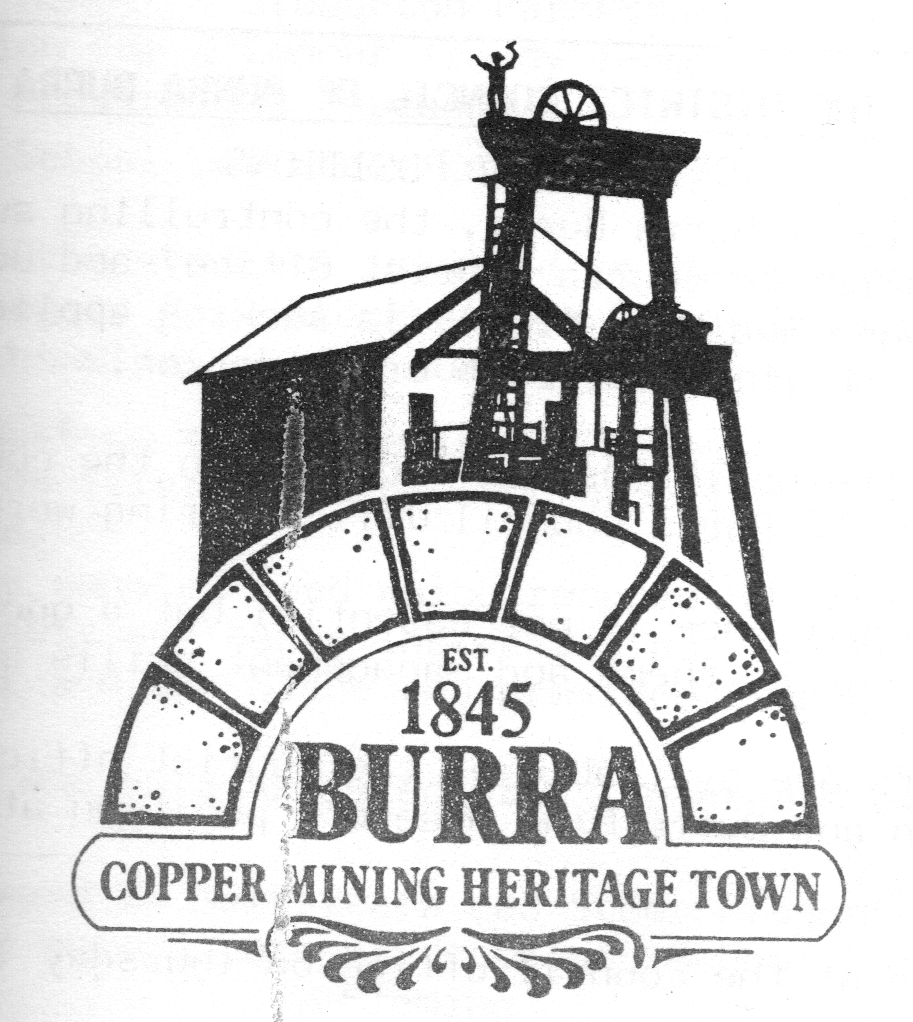 EST.
1845
BURRA
COPPER MINING HERITAGE TOWN